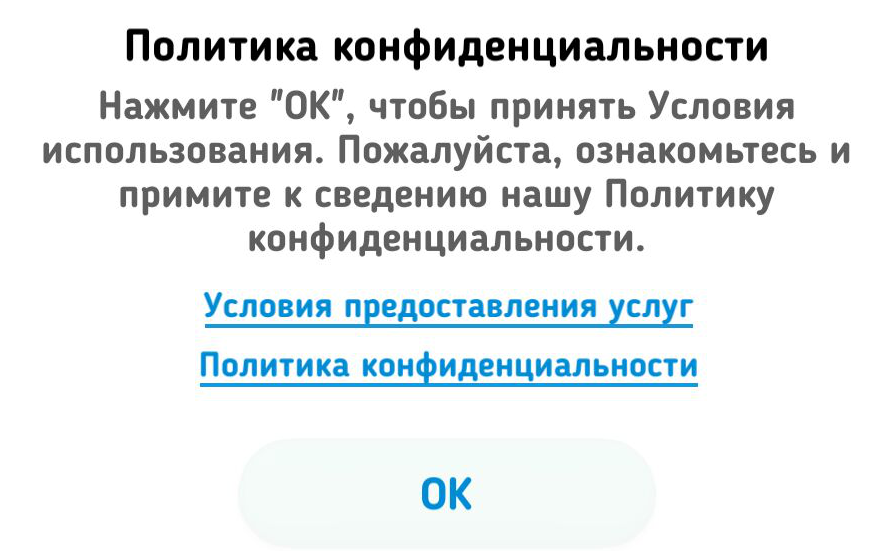 Политика конфиденциальности
Нажмите "ОК", чтобы принять Условия
использования. Пожалуйста, ознакомьтесь и
примите к сведению нашу Политику
конфиденциальности.
Условия предоставления услуг
Политика конфиденциальности
ОК